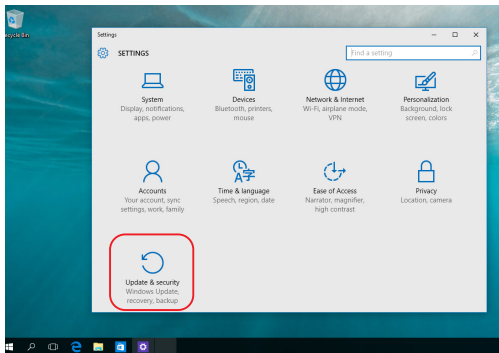 Recycle Bin
Settings
SETTINGS
Find a setting
System
Display, notifications,
apps, power
Devices
Bluetooth, printers,
mouse
Network & Internet
Wi-Fi, airplane mode,
VPN
Personalization
Background, lock
screen, colors
Accounts
Your account, sync
settings, work, family
Time & language
Speech, region, date
Ease of Access
Narrator, magnifier,
high contrast
Privacy
Location, camera
Update & security
Windows Update,
recovery, backup